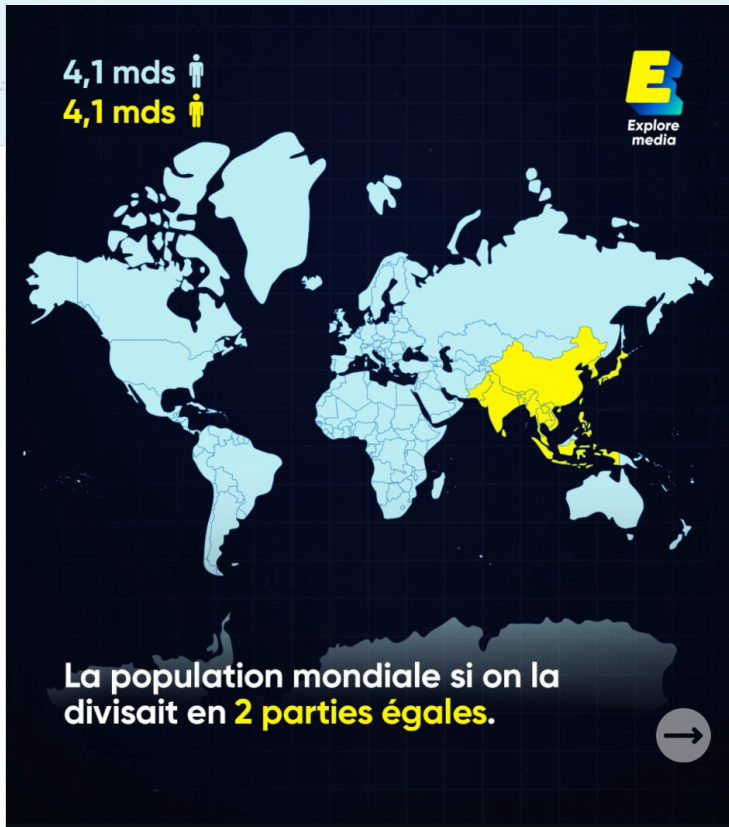 4,1 mds
4,1 mds
Explore
media
La population mondiale si on la
divisait en 2 parties égales.